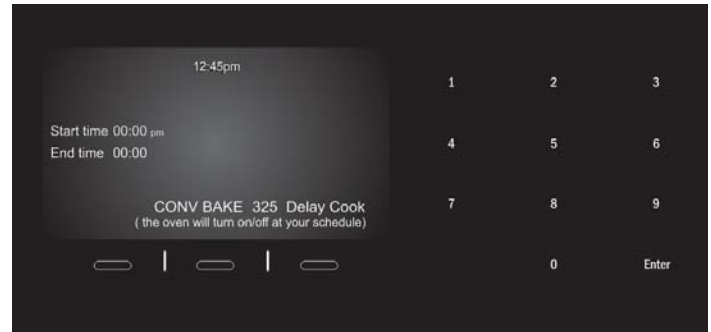 12:45pm
Start time 00:00 pm
End time 00:00
CONV BAKE 325 Delay Cook
( the oven will turn on/off at your schedule)
1 2 3
4 5 6
7 8 9
0 Enter